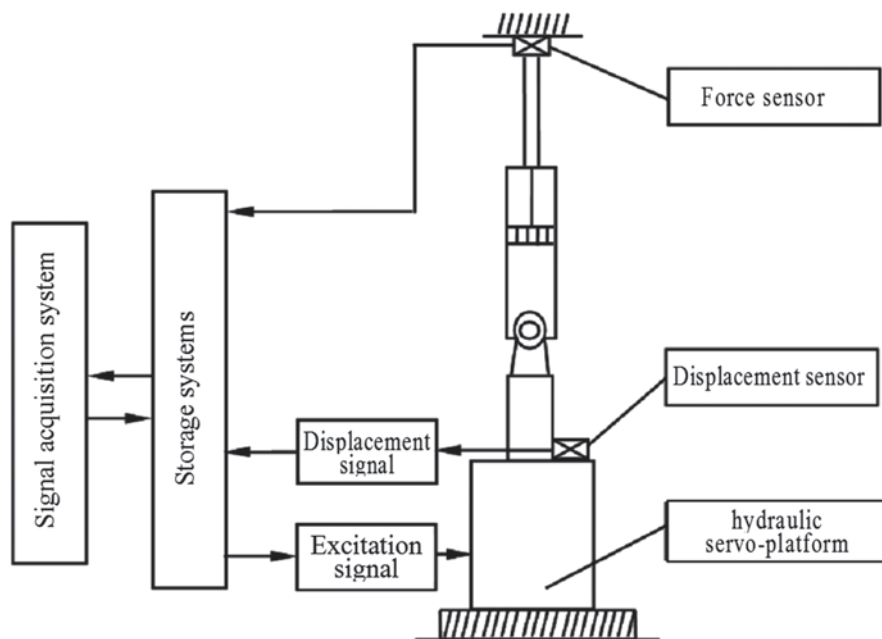 Force sensor
Signal acquisition system
Storage systems
Displacement sensor
Displacement
signal
Excitation
signal
hydraulic
servo-platform